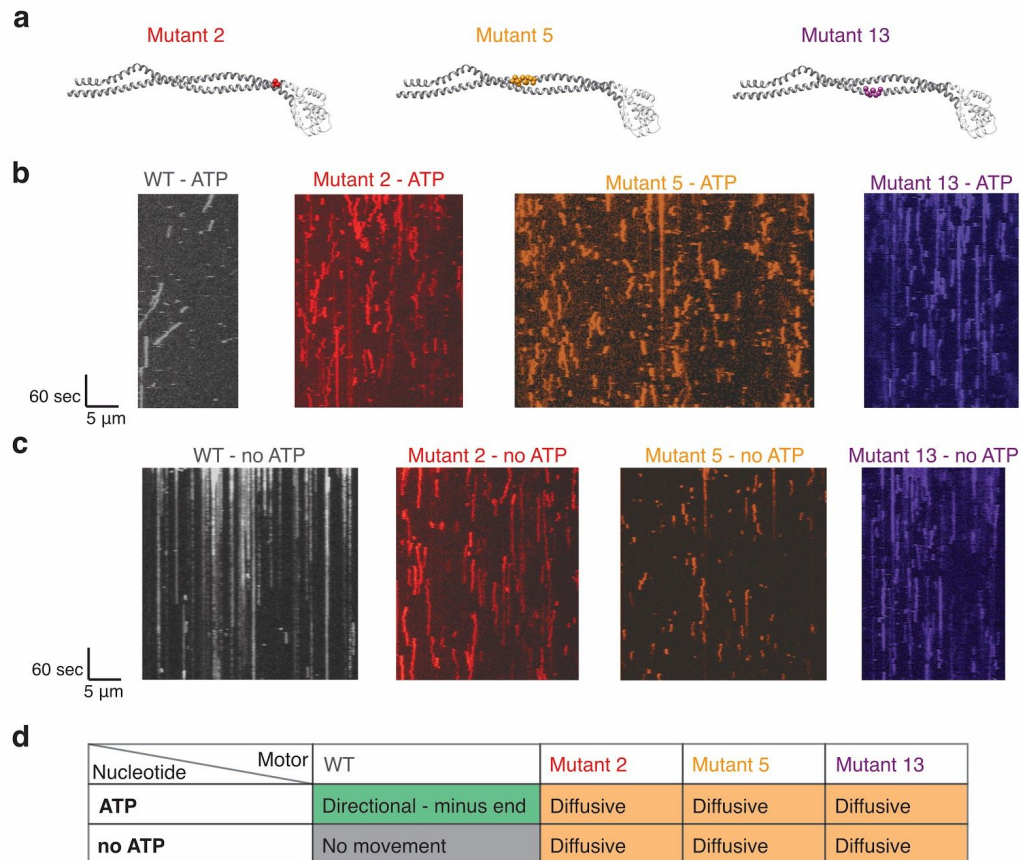 a
Mutant 2 Mutant 5 Mutant 13
b
WT - ATP Mutant 2 - ATP Mutant 5 - ATP Mutant 13 - ATP
60 sec
5 µm
c
WT - no ATP Mutant 2 - no ATP Mutant 5 - no ATP Mutant 13 - no ATP
60 sec
5 µm
d
Motor WT Mutant 2 Mutant 5 Mutant 13
Nucleotide
ATP Directional - minus end Diffusive Diffusive Diffusive
no ATP No movement Diffusive Diffusive Diffusive